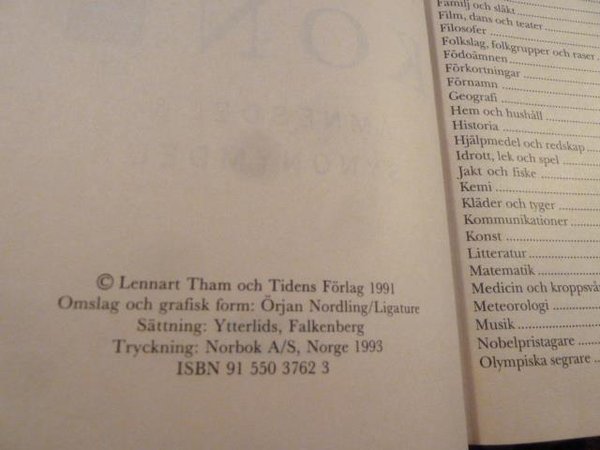 © Lennart Tham och Tidens Förlag 1991
Omslag och grafisk form: Örjan Nordling/Ligature
Sättning: Ytterlids, Falkenberg
Tryckning: Norbok A/S, Norge 1993
ISBN 91 550 3762 3
Familj och släkt
Film, dans och teater
Filosofer
Folkslag, folkgrupper och raser
Födoämnen
Förkortningar
Förnamn
Geografi
Hem och hushåll
Historia
Hjälpmedel och redskap
Idrott, lek och spel
Jakt och fiske
Kemi
Kläder och tyger
Kommunikationer
Konst
Litteratur
Matematik
Medicin och kroppsvå
Meteorologi
Musik
Nobelpristagare
Olympiska segrare